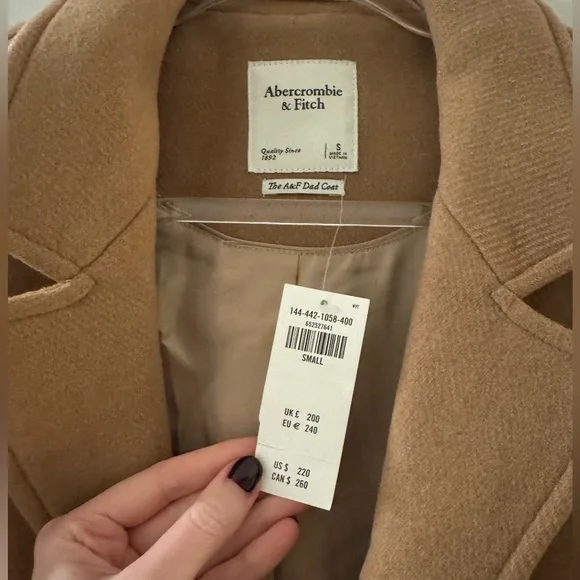 Abercrombie
& Fitch
Quality Since
1892
S
MADE IN
VIETNAM
The A&F Dad Coat
144-442-1058-400
652527641
SMALL
UK £ 200
EU € 240
US $ 220
CAN $ 260